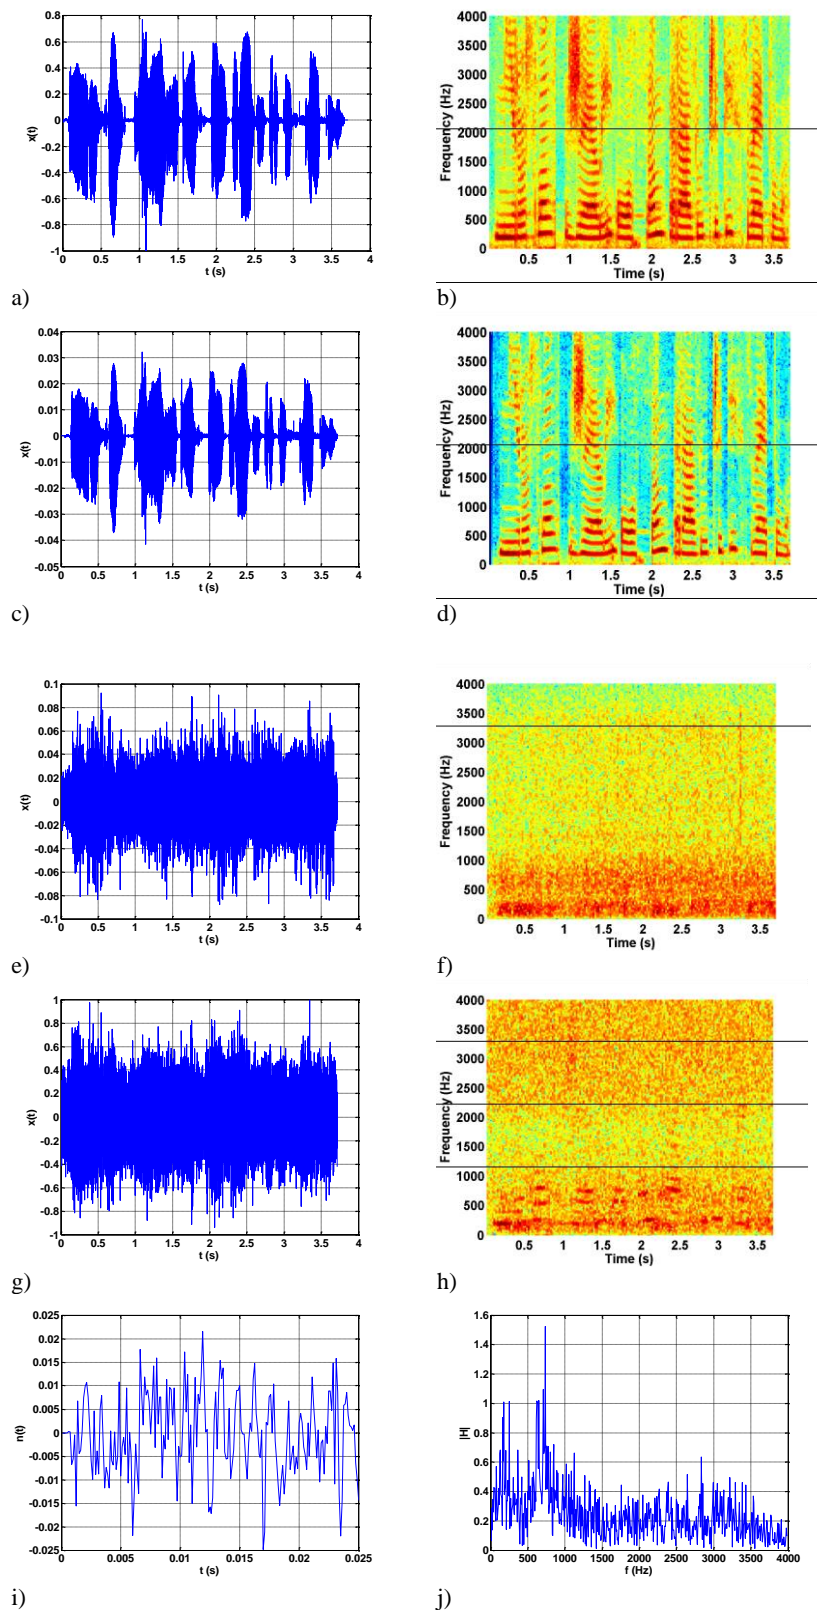 0.8
0.6
0.4
0.2
0
-0.2
-0.4
-0.6
-0.8
-1
x(t)
0 0.5 1 1.5 2 2.5 3 3.5 4
t (s)
a)
4000
3500
3000
2500
2000
1500
1000
500
0
Frequency (Hz)
0.5 1 1.5 2 2.5 3 3.5
Time (s)
b)
0.04
0.03
0.02
0.01
0
-0.01
-0.02
-0.03
-0.04
-0.05
x(t)
0 0.5 1 1.5 2 2.5 3 3.5 4
t (s)
c)
4000
3500
3000
2500
2000
1500
1000
500
0
Frequency (Hz)
0.5 1 1.5 2 2.5 3 3.5
Time (s)
d)
0.1
0.08
0.06
0.04
0.02
0
-0.02
-0.04
-0.06
-0.08
-0.1
x(t)
0 0.5 1 1.5 2 2.5 3 3.5 4
t (s)
e)
4000
3500
3000
2500
2000
1500
1000
500
0
Frequency (Hz)
0.5 1 1.5 2 2.5 3 3.5
Time (s)
f)
1
0.8
0.6
0.4
0.2
0
-0.2
-0.4
-0.6
-0.8
-1
x(t)
0 0.5 1 1.5 2 2.5 3 3.5 4
t (s)
g)
4000
3500
3000
2500
2000
1500
1000
500
0
Frequency (Hz)
0.5 1 1.5 2 2.5 3 3.5
Time (s)
h)
0.025
0.02
0.015
0.01
0.005
0
-0.005
-0.01
-0.015
-0.02
-0.025
n(t)
0 0.005 0.01 0.015 0.02 0.025
t (s)
i)
1.6
1.4
1.2
1
0.8
0.6
0.4
0.2
0
|H|
0 500 1000 1500 2000 2500 3000 3500 4000
f (Hz)
j)